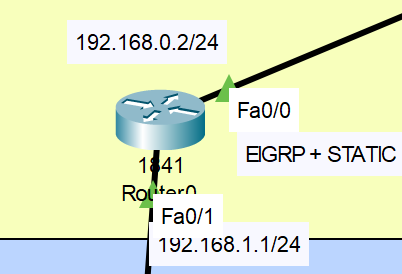 192.168.0.2/24
Fa0/0
EIGRP + STATIC
1841
Router0
Fa0/1
192.168.1.1/24